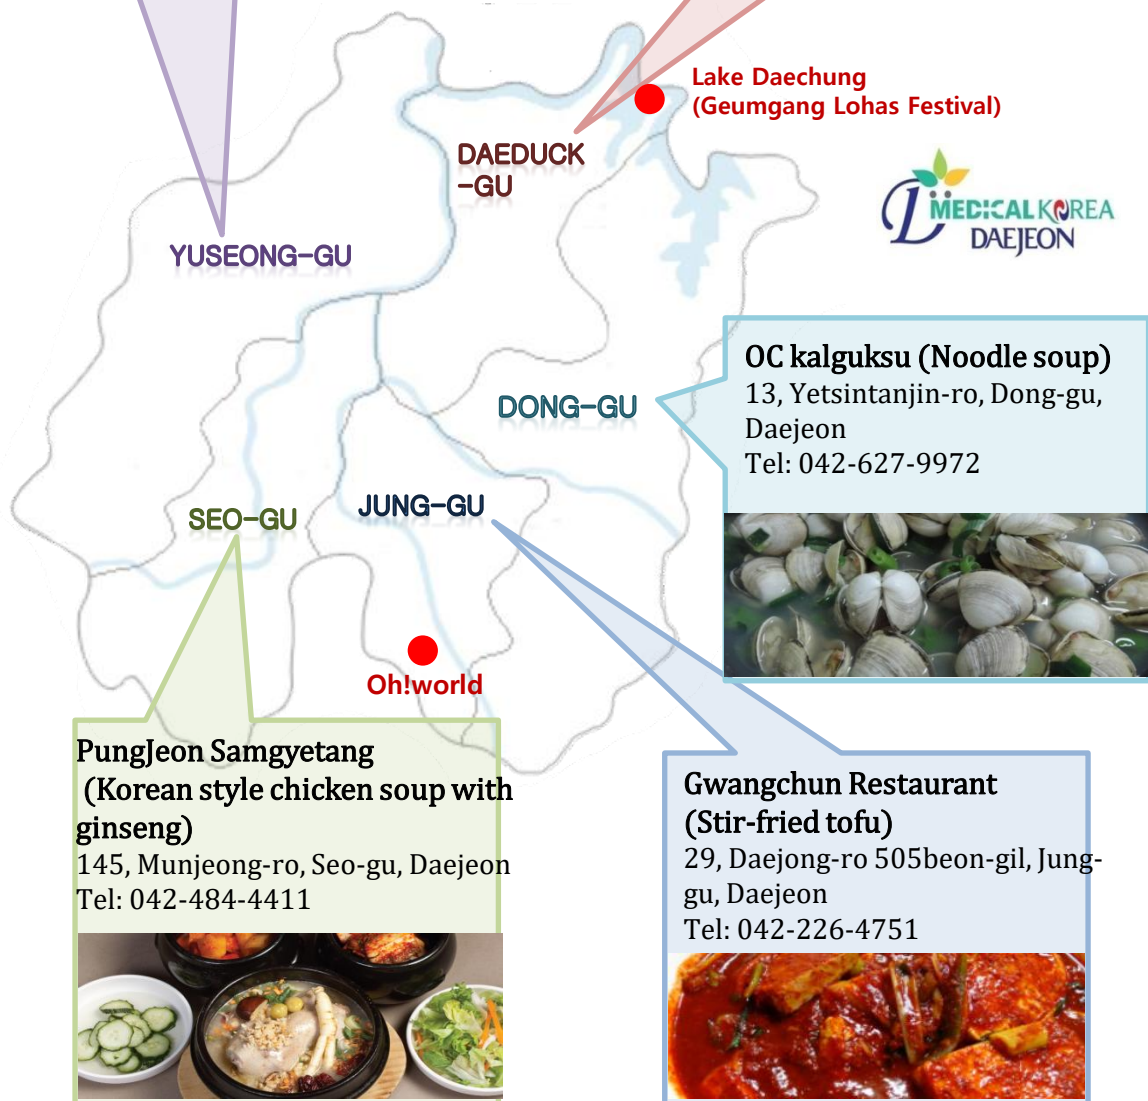 Lake Daechung
(Geumgang Lohas Festival)
DAEDUCK
-GU
MEDICAL KOREA
DAEJEON
YUSEONG-GU
OC kalguksu (Noodle soup)
13, Yetsintanjin-ro, Dong-gu,
Daejeon
Tel: 042-627-9972
DONG-GU
JUNG-GU
SEO-GU
Oh!world
PungJeon Samgyetang
(Korean style chicken soup with
ginseng)
145, Munjeong-ro, Seo-gu, Daejeon
Tel: 042-484-4411
Gwangchun Restaurant
(Stir-fried tofu)
29, Daejong-ro 505beon-gil, Jung-
gu, Daejeon
Tel: 042-226-4751